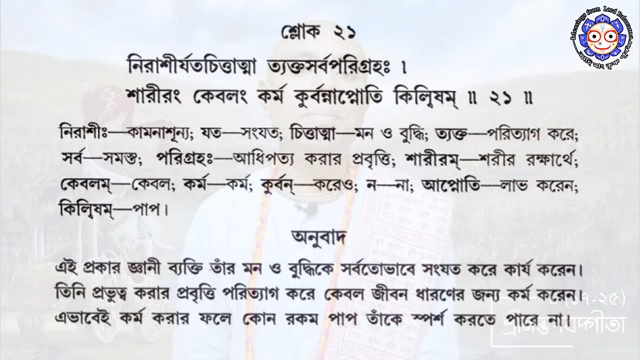 শ্লোক ২১
নিরাশীর্যতচিত্তাত্মা ত্যক্তসর্বপরিগ্রহঃ ।
শারীরং কেবলং কর্ম কুর্বন্নাপ্নোতি কিল্বিষম্ ॥ ২১ ॥
নিরাশীঃ—কামনাশূন্য; যত—সংযত; চিত্তাত্মা—মন ও বুদ্ধি; ত্যক্ত—পরিত্যাগ করে;
সর্ব—সমস্ত; পরিগ্রহঃ—আধিপত্য করার প্রবৃত্তি; শারীরম্—শরীর রক্ষার্থে;
কেবলম্—কেবল; কর্ম—কর্ম; কুর্বন্—করেও; ন—না; আপ্নোতি—লাভ করেন;
কিল্বিষম্—পাপ।
অনুবাদ
এই প্রকার জ্ঞানী ব্যক্তি তাঁর মন ও বুদ্ধিকে সর্বতোভাবে সংযত করে কার্য করেন।
তিনি প্রভুত্ব করার প্রবৃত্তি পরিত্যাগ করে কেবল জীবন ধারণের জন্য কর্ম করেন।
এভাবেই কর্ম করার ফলে কোন রকম পাপ তাঁকে স্পর্শ করতে পারে না।